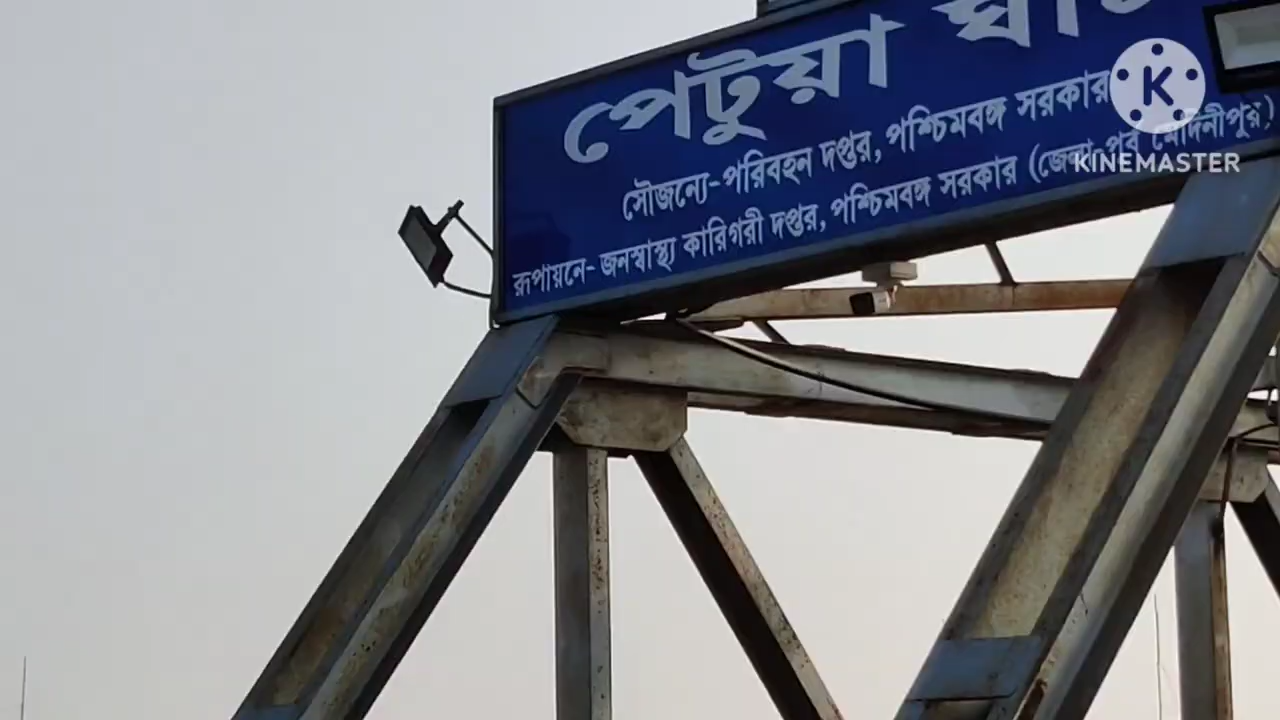 পেটুয়া ঘাট
সৌজন্যে-পরিবহন দপ্তর, পশ্চিমবঙ্গ সরকার
রূপায়নে- জনস্বাস্থ্য কারিগরী দপ্তর, পশ্চিমবঙ্গ সরকার (জেলা-পূর্ব মেদিনীপুর)
K
KINEMASTER